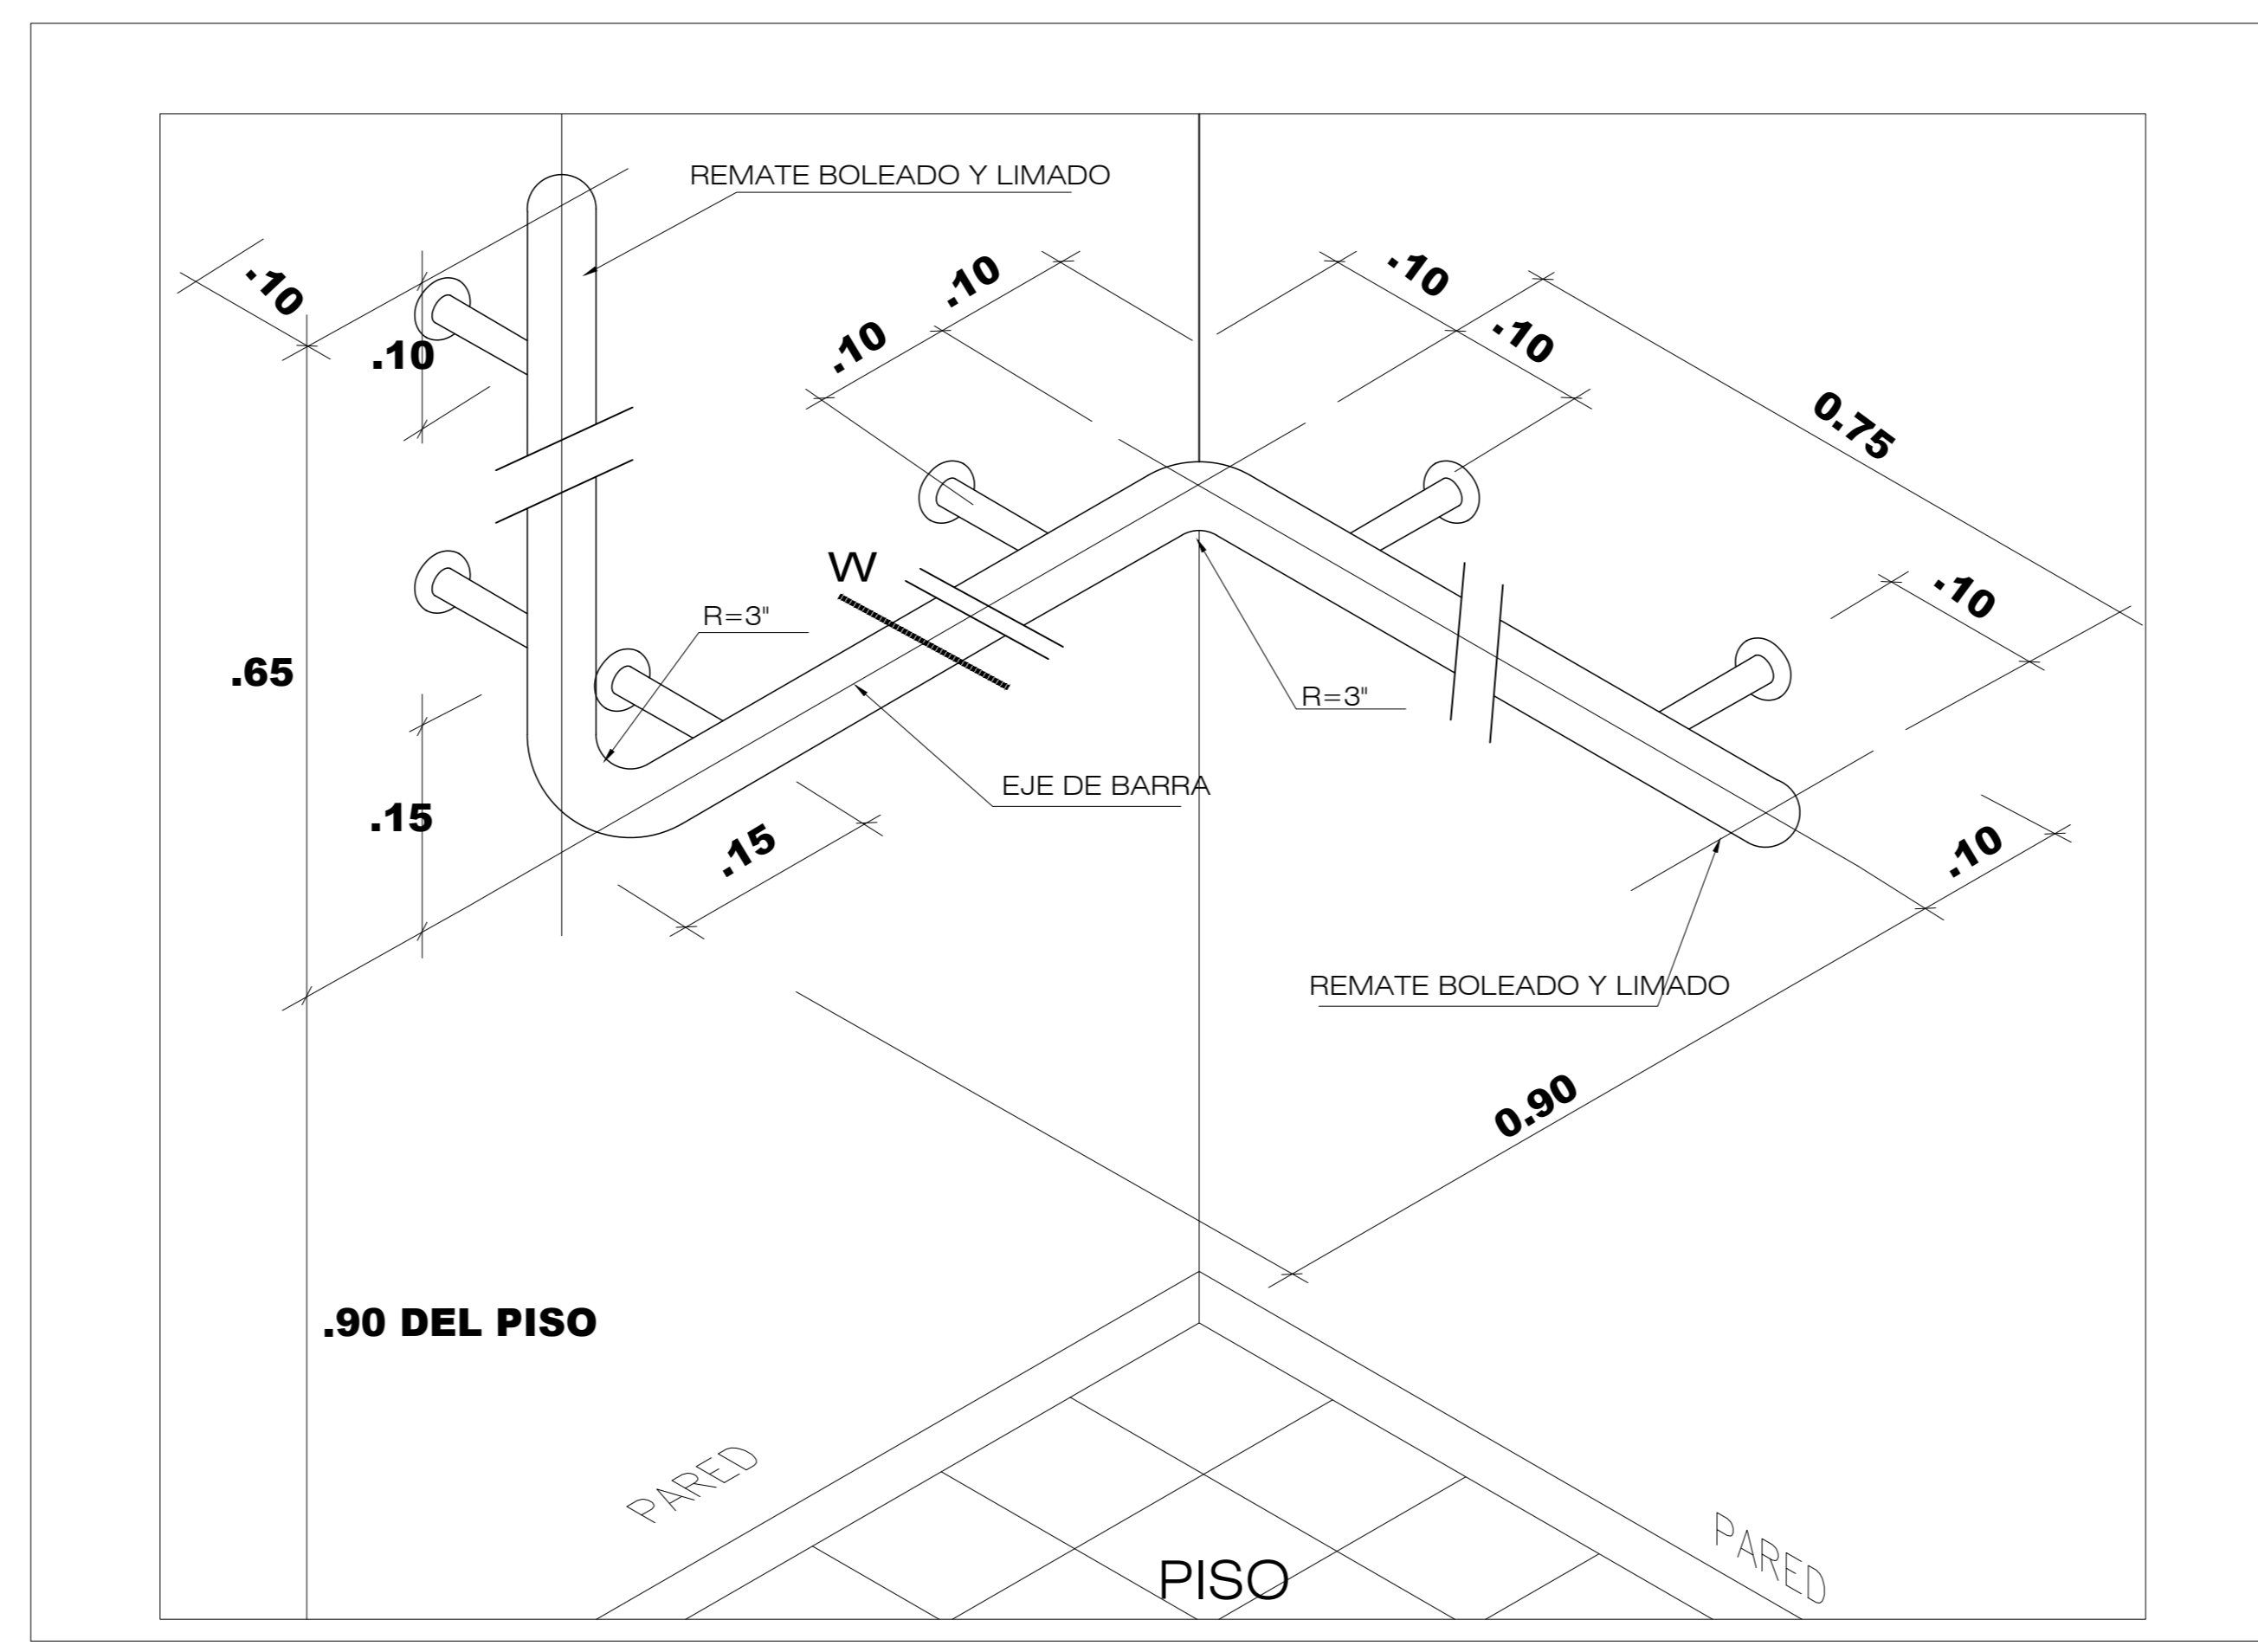 REMATE BOLEADO Y LIMADO
.10
.10
.10
.10
.10
.10
0.75
W
.10
R=3"
.65
R=3"
EJE DE BARRA
.15
.15
.10
REMATE BOLEADO Y LIMADO
0.90
.90 DEL PISO
PARED
PARED
PISO